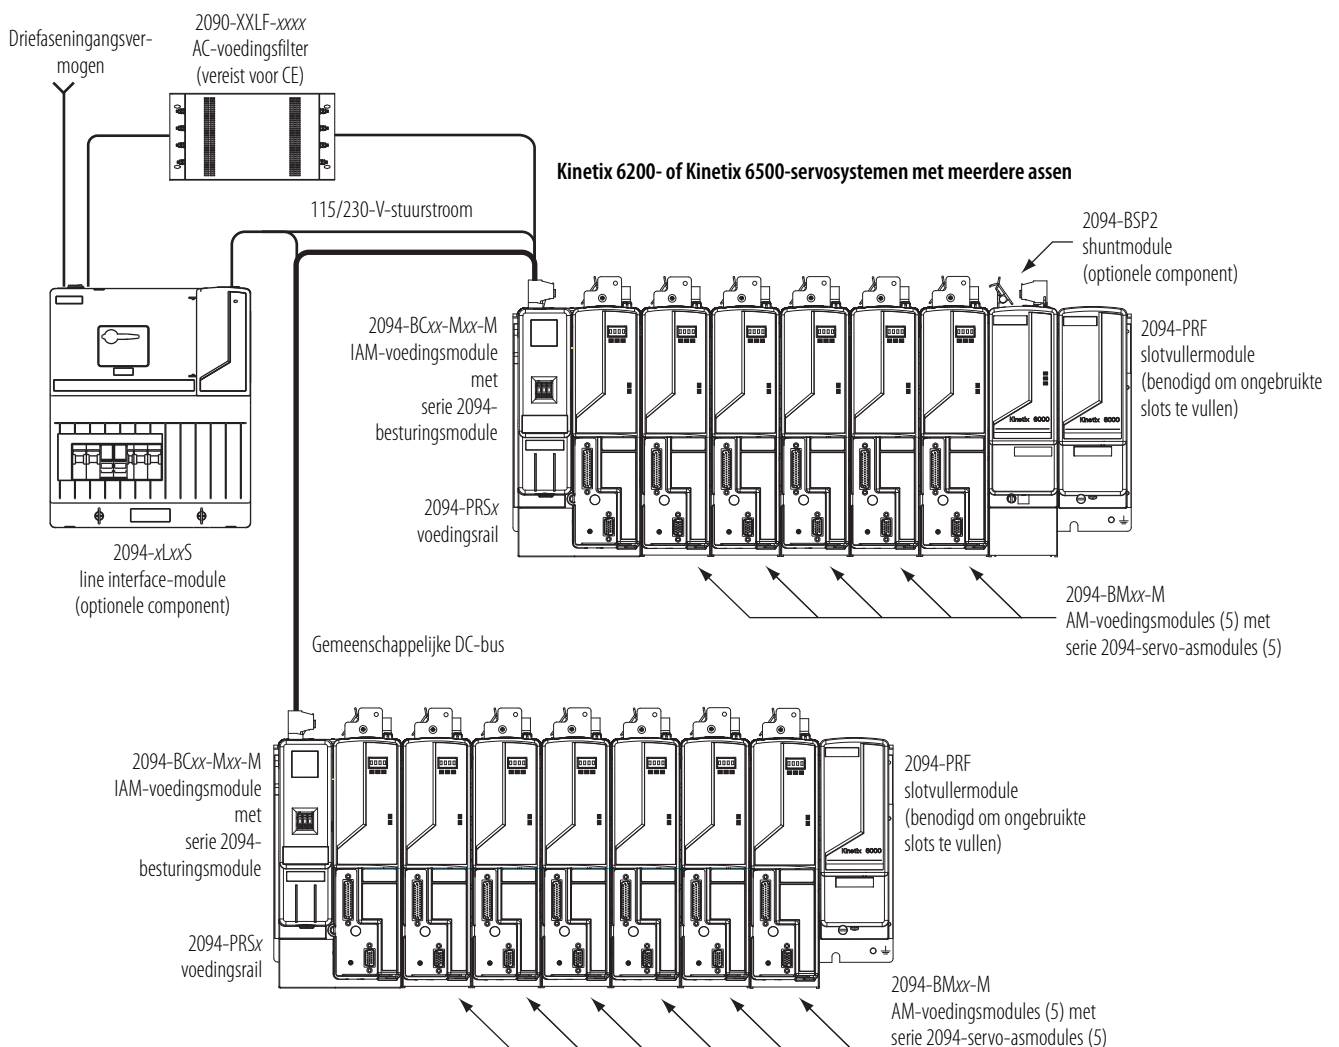 2090-XXLF-xxxx
AC-voedingsfilter
(vereist voor CE)
Driefaseningangsver-
mogen
Kinetix 6200- of Kinetix 6500-servosystemen met meerdere assen
115/230-V-stuurstroom
2094-BSP2
shuntmodule
(optionele component)
2094-BCxx-Mxx-M
IAM-voedingsmodule
met
serie 2094-
besturingsmodule
2094-PRF
slotvullermodule
(benodigd om ongebruikte
slots te vullen)
Kinetix 6000
Kinetix 6000
2094-PRSx
voedingsrail
2094-xLxxS
line interface-module
(optionele component)
2094-BMxx-M
AM-voedingsmodules (5) met
serie 2094-servo-asmodules (5)
Gemeenschappelijke DC-bus
2094-BCxx-Mxx-M
IAM-voedingsmodule
met
serie 2094-
besturingsmodule
2094-PRF
slotvullermodule
(benodigd om ongebruikte
slots te vullen)
Kinetix 6000
2094-PRSx
voedingsrail
2094-BMxx-M
AM-voedingsmodules (5) met
serie 2094-servo-asmodules (5)